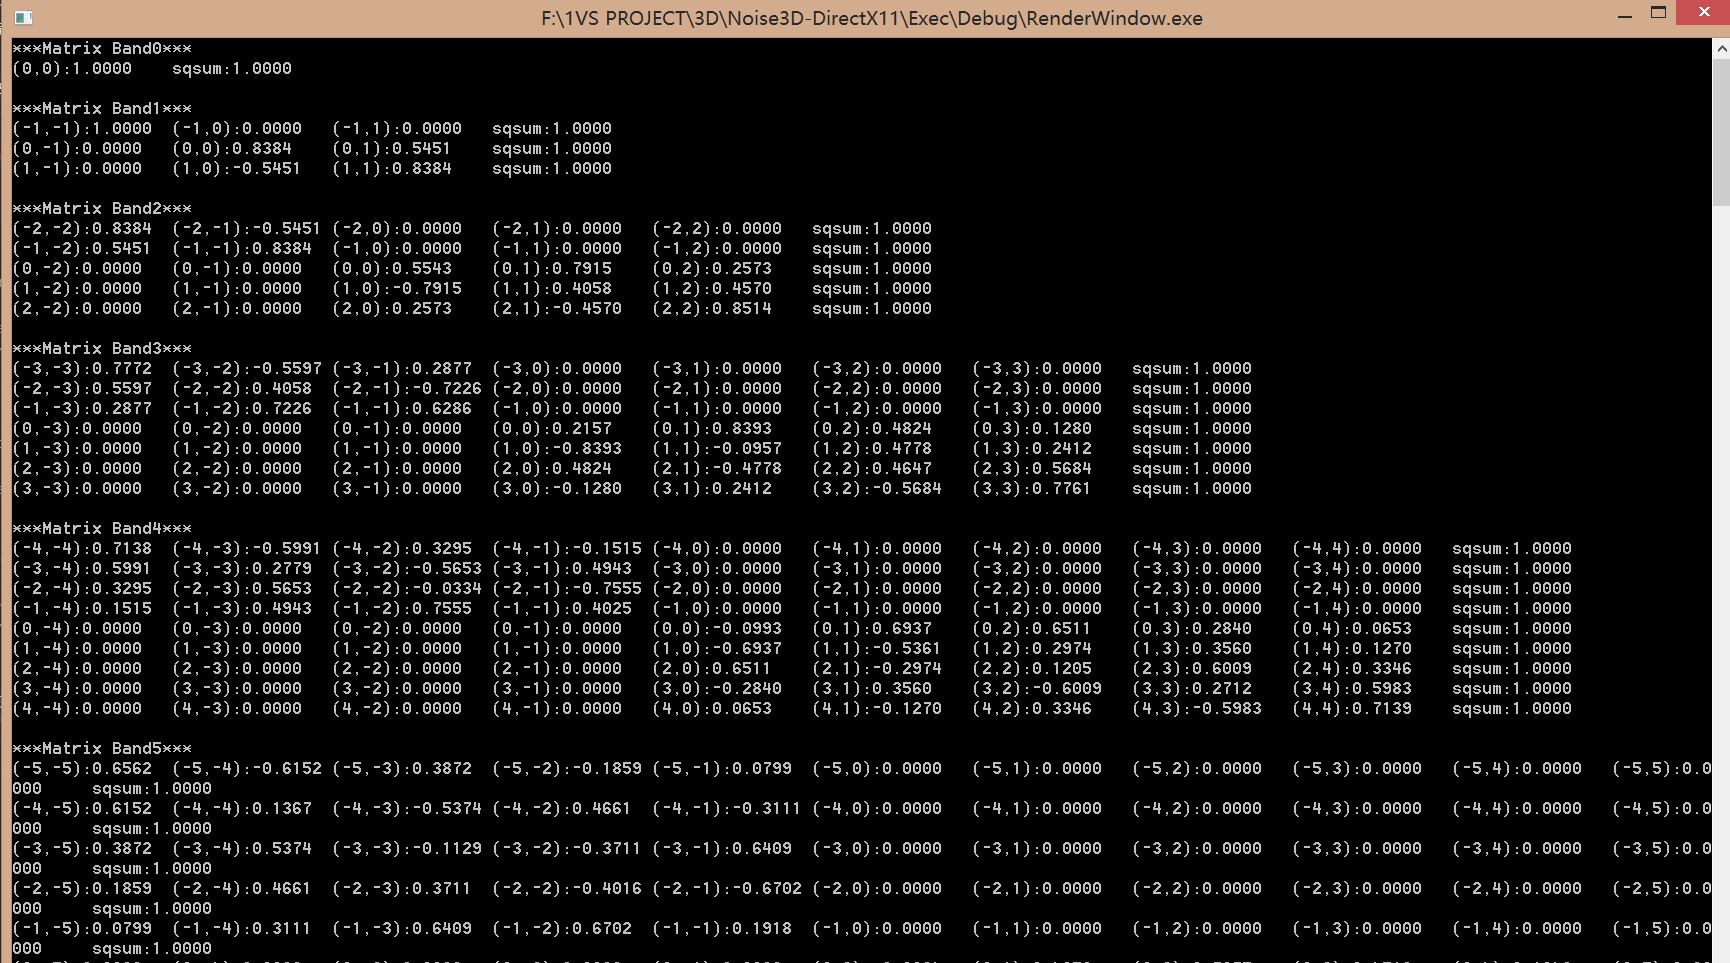 F:\1VS PROJECT\3D\Noise3D-DirectX11\Exec\Debug\RenderWindow.exe
***Matrix Band0***
(0,0):1.0000 sqsum:1.0000
***Matrix Band1***
(-1,-1):1.0000 (-1,0):0.0000 (-1,1):0.0000 sqsum:1.0000
(0,-1):0.0000 (0,0):0.8384 (0,1):0.5451 sqsum:1.0000
(1,-1):0.0000 (1,0):-0.5451 (1,1):0.8384 sqsum:1.0000
***Matrix Band2***
(-2,-2):0.8384 (-2,-1):-0.5451 (-2,0):0.0000 (-2,1):0.0000 (-2,2):0.0000 sqsum:1.0000
(-1,-2):0.5451 (-1,-1):0.8384 (-1,0):0.0000 (-1,1):0.0000 (-1,2):0.0000 sqsum:1.0000
(0,-2):0.0000 (0,-1):0.0000 (0,0):0.5543 (0,1):0.7915 (0,2):0.2573 sqsum:1.0000
(1,-2):0.0000 (1,-1):0.0000 (1,0):-0.7915 (1,1):0.4058 (1,2):0.4570 sqsum:1.0000
(2,-2):0.0000 (2,-1):0.0000 (2,0):0.2573 (2,1):-0.4570 (2,2):0.8514 sqsum:1.0000
***Matrix Band3***
(-3,-3):0.7772 (-3,-2):-0.5597 (-3,-1):0.2877 (-3,0):0.0000 (-3,1):0.0000 (-3,2):0.0000 (-3,3):0.0000 sqsum:1.0000
(-2,-3):0.5597 (-2,-2):0.4058 (-2,-1):-0.7226 (-2,0):0.0000 (-2,1):0.0000 (-2,2):0.0000 (-2,3):0.0000 sqsum:1.0000
(-1,-3):0.2877 (-1,-2):0.7226 (-1,-1):0.6286 (-1,0):0.0000 (-1,1):0.0000 (-1,2):0.0000 (-1,3):0.0000 sqsum:1.0000
(0,-3):0.0000 (0,-2):0.0000 (0,-1):0.0000 (0,0):0.2157 (0,1):0.8393 (0,2):0.4824 (0,3):0.1280 sqsum:1.0000
(1,-3):0.0000 (1,-2):0.0000 (1,-1):0.0000 (1,0):-0.8393 (1,1):-0.0957 (1,2):0.4778 (1,3):0.2412 sqsum:1.0000
(2,-3):0.0000 (2,-2):0.0000 (2,-1):0.0000 (2,0):0.4824 (2,1):-0.4778 (2,2):0.4647 (2,3):0.5684 sqsum:1.0000
(3,-3):0.0000 (3,-2):0.0000 (3,-1):0.0000 (3,0):-0.1280 (3,1):0.2412 (3,2):-0.5684 (3,3):0.7761 sqsum:1.0000
***Matrix Band4***
(-4,-4):0.7138 (-4,-3):-0.5991 (-4,-2):0.3295 (-4,-1):-0.1515 (-4,0):0.0000 (-4,1):0.0000 (-4,2):0.0000 (-4,3):0.0000 (-4,4):0.0000 sqsum:1.0000
(-3,-4):0.5991 (-3,-3):0.2779 (-3,-2):-0.5653 (-3,-1):0.4943 (-3,0):0.0000 (-3,1):0.0000 (-3,2):0.0000 (-3,3):0.0000 (-3,4):0.0000 sqsum:1.0000
(-2,-4):0.3295 (-2,-3):0.5653 (-2,-2):-0.0334 (-2,-1):-0.7555 (-2,0):0.0000 (-2,1):0.0000 (-2,2):0.0000 (-2,3):0.0000 (-2,4):0.0000 sqsum:1.0000
(-1,-4):0.1515 (-1,-3):0.4943 (-1,-2):0.7555 (-1,-1):0.4025 (-1,0):0.0000 (-1,1):0.0000 (-1,2):0.0000 (-1,3):0.0000 (-1,4):0.0000 sqsum:1.0000
(0,-4):0.0000 (0,-3):0.0000 (0,-2):0.0000 (0,-1):0.0000 (0,0):-0.0993 (0,1):0.6937 (0,2):0.6511 (0,3):0.2840 (0,4):0.0653 sqsum:1.0000
(1,-4):0.0000 (1,-3):0.0000 (1,-2):0.0000 (1,-1):0.0000 (1,0):-0.6937 (1,1):-0.5361 (1,2):0.2974 (1,3):0.3560 (1,4):0.1270 sqsum:1.0000
(2,-4):0.0000 (2,-3):0.0000 (2,-2):0.0000 (2,-1):0.0000 (2,0):0.6511 (2,1):-0.2974 (2,2):0.1205 (2,3):0.6009 (2,4):0.3346 sqsum:1.0000
(3,-4):0.0000 (3,-3):0.0000 (3,-2):0.0000 (3,-1):0.0000 (3,0):-0.2840 (3,1):0.3560 (3,2):-0.6009 (3,3):0.2712 (3,4):0.5983 sqsum:1.0000
(4,-4):0.0000 (4,-3):0.0000 (4,-2):0.0000 (4,-1):0.0000 (4,0):0.0653 (4,1):-0.1270 (4,2):0.3346 (4,3):-0.5983 (4,4):0.7139 sqsum:1.0000
***Matrix Band5***
(-5,-5):0.6562 (-5,-4):-0.6152 (-5,-3):0.3872 (-5,-2):-0.1859 (-5,-1):0.0799 (-5,0):0.0000 (-5,1):0.0000 (-5,2):0.0000 (-5,3):0.0000 (-5,4):0.0000 (-5,5):0.0
000 sqsum:1.0000
(-4,-5):0.6152 (-4,-4):0.1367 (-4,-3):-0.5374 (-4,-2):0.4661 (-4,-1):-0.3111 (-4,0):0.0000 (-4,1):0.0000 (-4,2):0.0000 (-4,3):0.0000 (-4,4):0.0000 (-4,5):0.0
000 sqsum:1.0000
(-3,-5):0.3872 (-3,-4):0.5374 (-3,-3):-0.1129 (-3,-2):-0.3711 (-3,-1):0.6409 (-3,0):0.0000 (-3,1):0.0000 (-3,2):0.0000 (-3,3):0.0000 (-3,4):0.0000 (-3,5):0.0
000 sqsum:1.0000
(-2,-5):0.1859 (-2,-4):0.4661 (-2,-3):0.3711 (-2,-2):-0.4016 (-2,-1):-0.6702 (-2,0):0.0000 (-2,1):0.0000 (-2,2):0.0000 (-2,3):0.0000 (-2,4):0.0000 (-2,5):0.0
000 sqsum:1.0000
(-1,-5):0.0799 (-1,-4):0.3111 (-1,-3):0.6409 (-1,-2):0.6702 (-1,-1):0.1918 (-1,0):0.0000 (-1,1):0.0000 (-1,2):0.0000 (-1,3):0.0000 (-1,4):0.0000 (-1,5):0.0
000 sqsum:1.0000